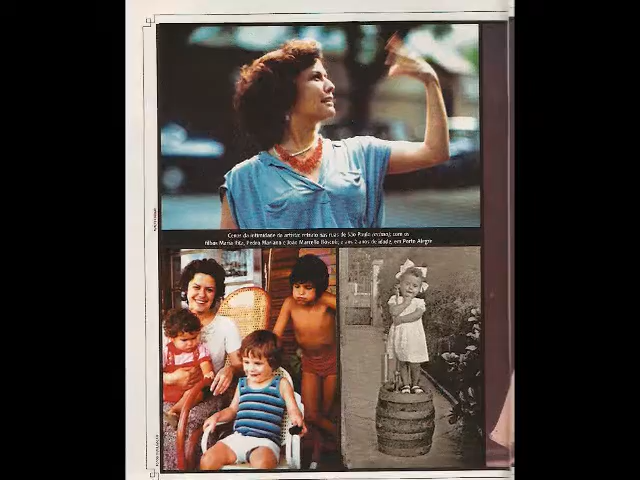 Cenas da intimidade da artista: retrato nas ruas de São Paulo (acima); com os
filhos Maria Rita, Pedro Mariano e João Marcello Bôscoli; e aos 2 anos de idade, em Porto Alegre